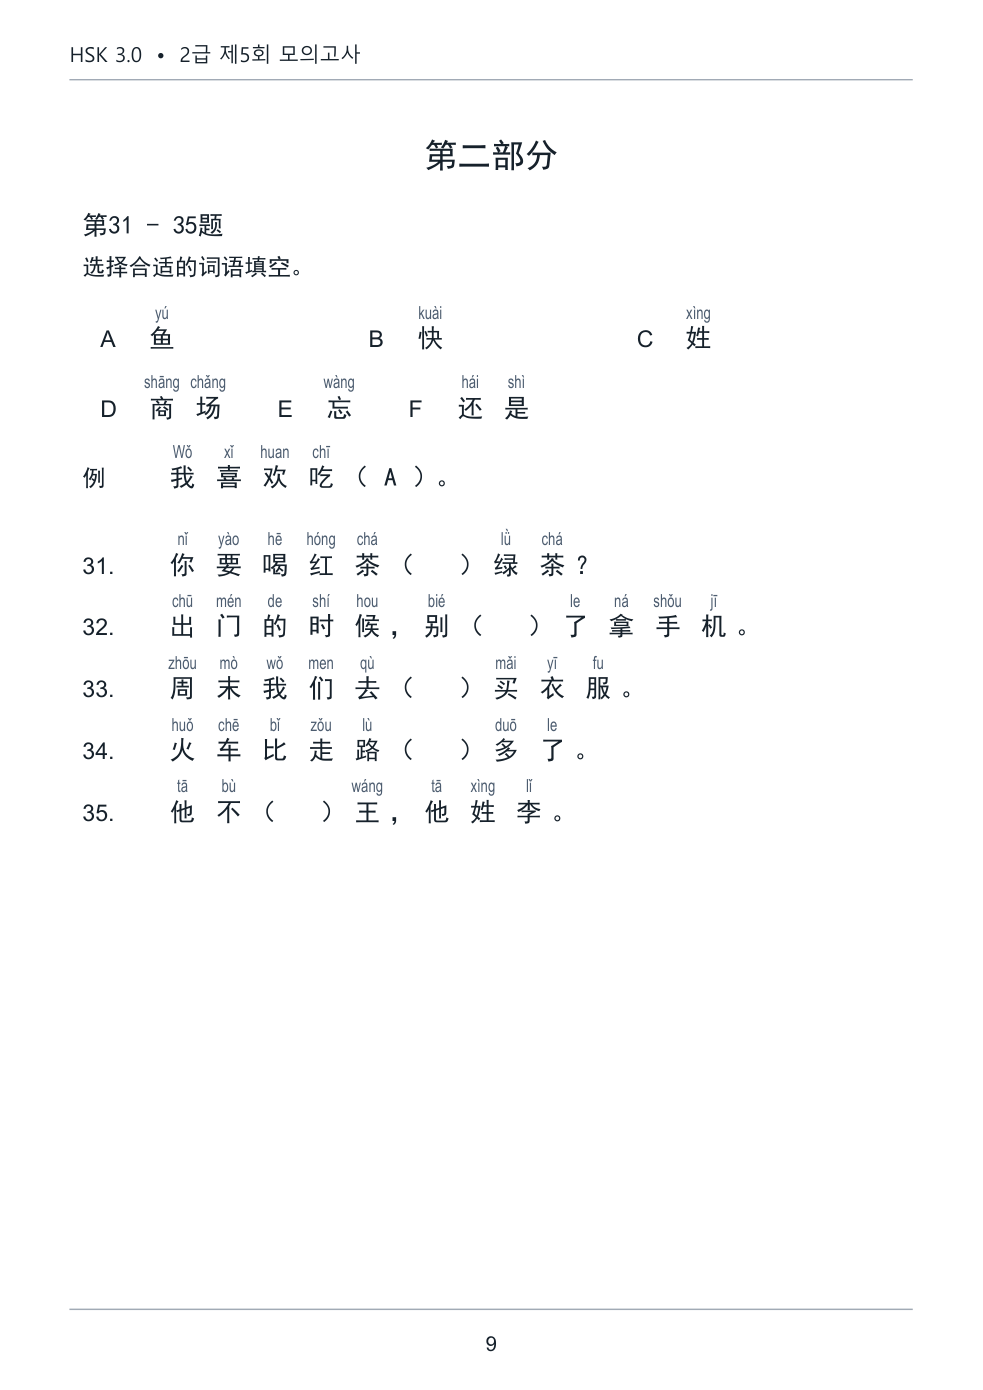 HSK 3.0 • 2급 제5회 모의고사
第二部分
第31 - 35题
选择合适的词语填空。
yú kuài xìng
A 鱼 B 快 C 姓
shāng chǎng wàng hái shì
D 商场 E 忘 F 还是
Wǒ xǐ huan chī
例 我喜欢吃（ A ）。
nǐ yào hē hóng chá lǜ chá
31. 你要喝红茶（ ）绿茶？
chū mén de shí hou bié le ná shǒu jī
32. 出门的时候，别（ ）了拿手机。
zhōu mò wǒ men qù mǎi yī fu
33. 周末我们去（ ）买衣服。
huǒ chē bǐ zǒu lù duō le
34. 火车比走路（ ）多了。
tā bù wáng tā xìng lǐ
35. 他不（ ）王，他姓李。
9